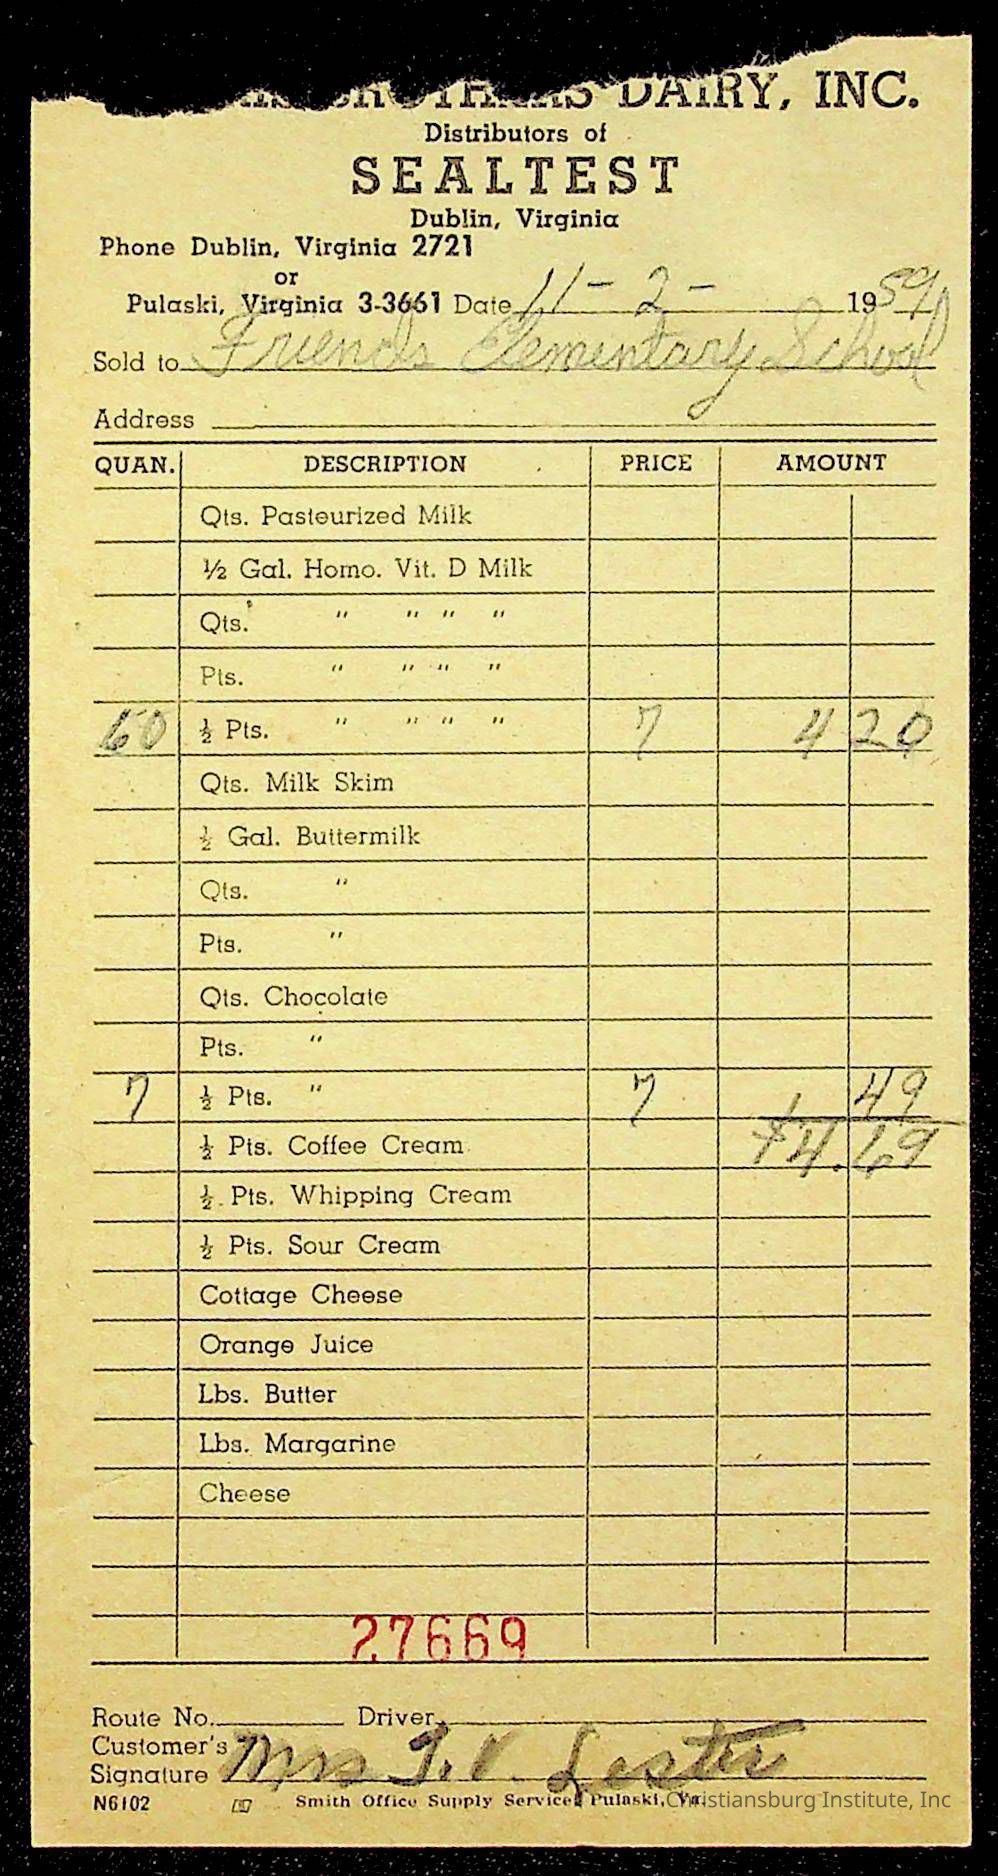 DAIRY, INC.
Distributors of
SEALTEST
Dublin, Virginia
Phone Dublin, Virginia 2721
or
Pulaski, Virginia 3-3661 Date 11-2- 1959
Sold to Friends Elementary School
Address
QUAN. DESCRIPTION PRICE AMOUNT
Qts. Pasteurized Milk
½ Gal. Homo. Vit. D Milk
Qts. " " " "
Pts. " " " "
60 ½ Pts. " " " " 7 4 20
Qts. Milk Skim
½ Gal. Buttermilk
Qts. "
Pts. "
Qts. Chocolate
Pts. "
7 ½ Pts. " 7 49
½ Pts. Coffee Cream $4.69
½ Pts. Whipping Cream
½ Pts. Sour Cream
Cottage Cheese
Orange Juice
Lbs. Butter
Lbs. Margarine
Cheese
27669
Route No. Driver
Customer's
Signature Mrs T.V. Lester
N6102 Smith Office Supply Service, Pulaski, Va.
Christiansburg Institute, Inc